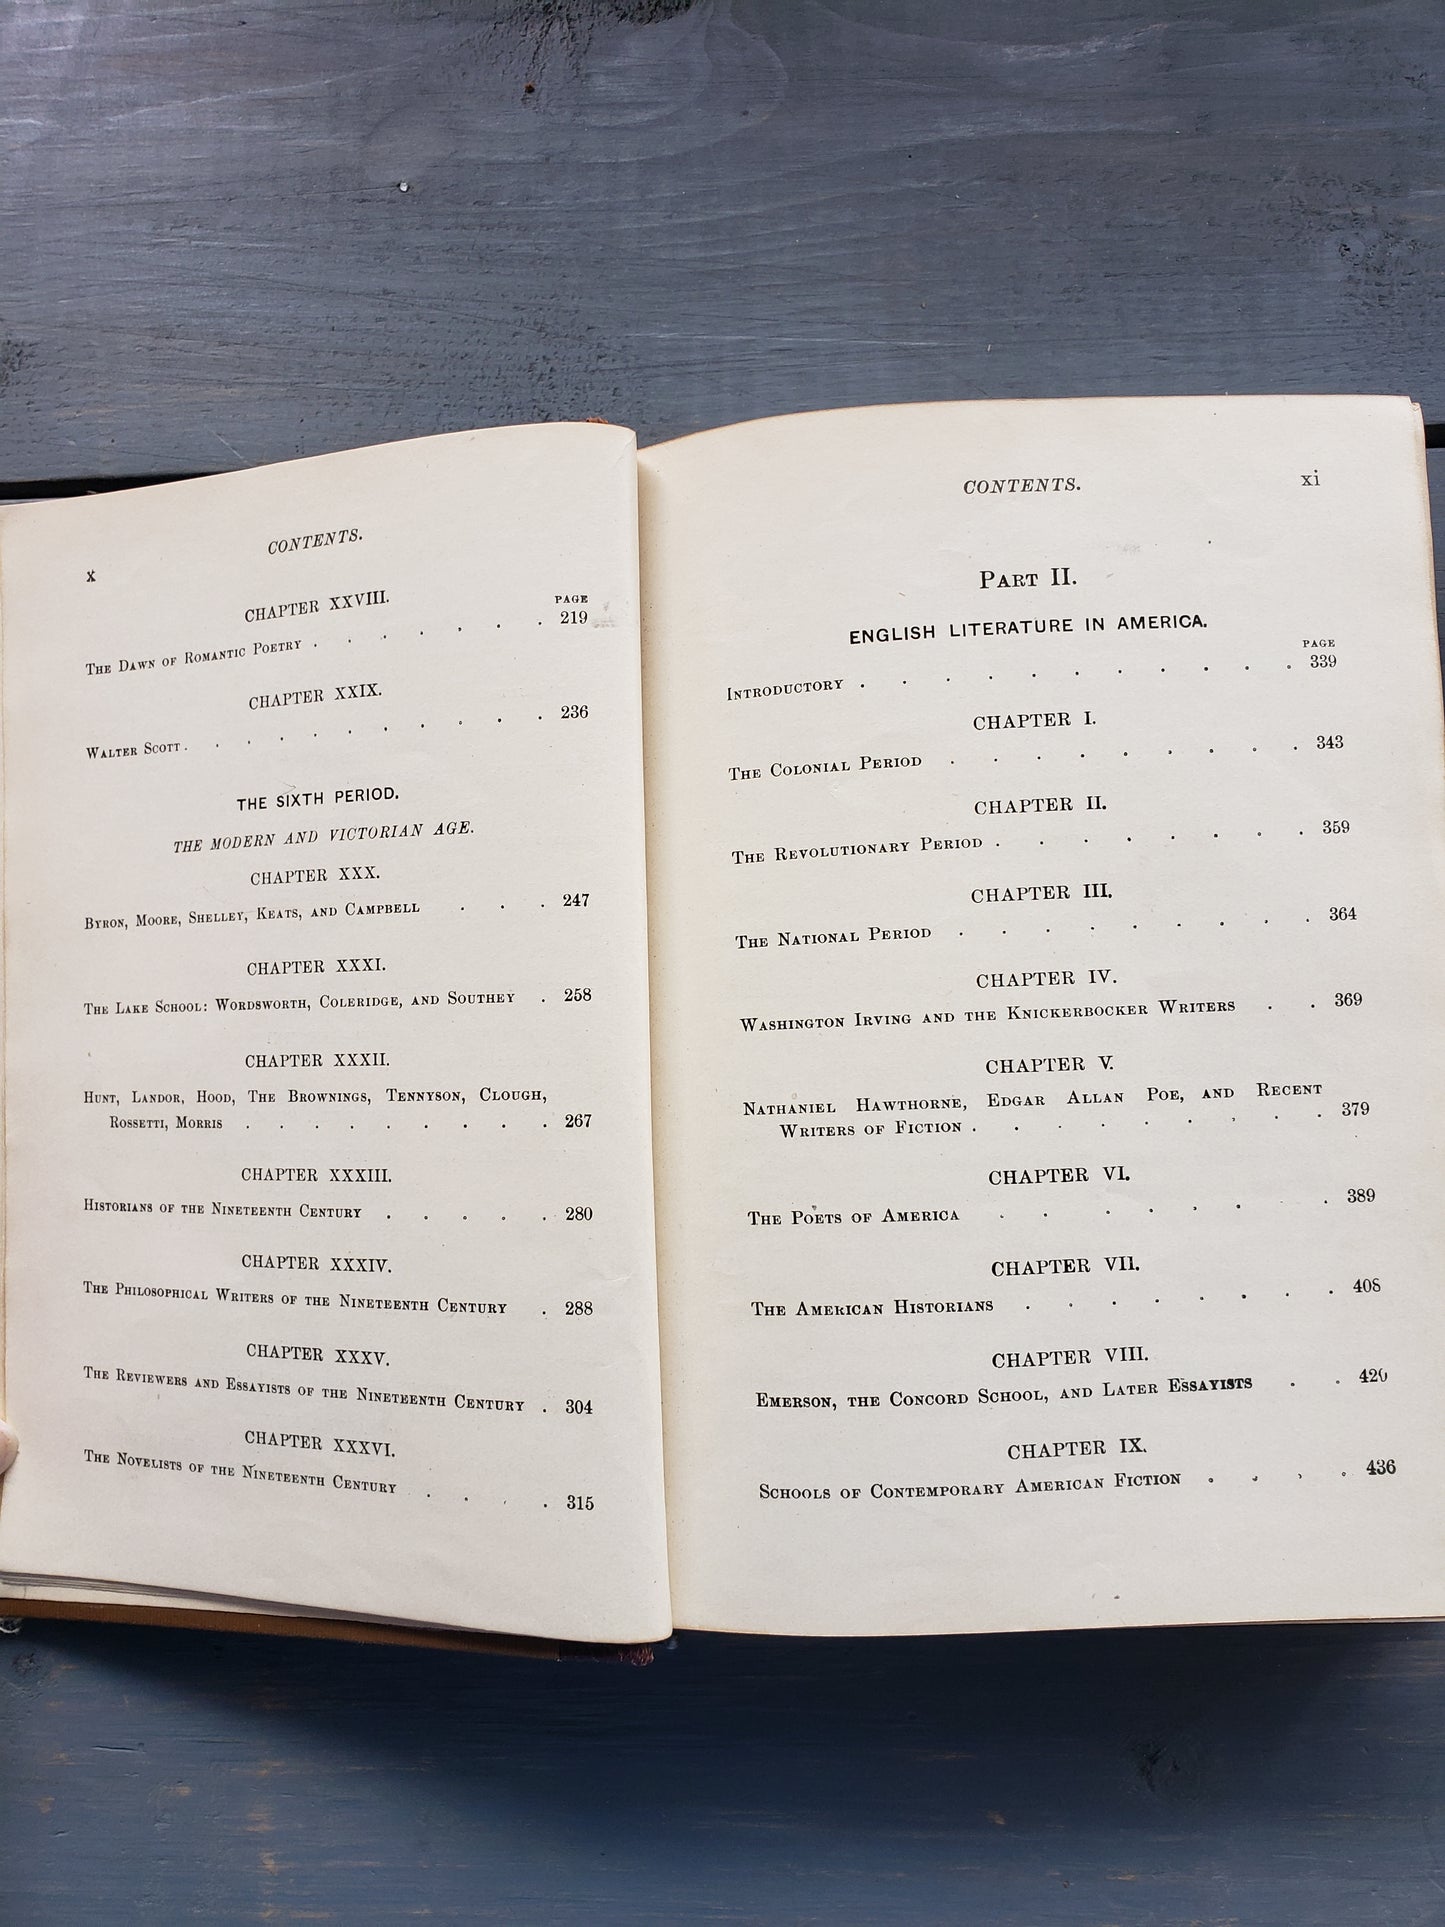 CONTENTS.
x
CHAPTER XXVIII.
PAGE
THE DAWN OF ROMANTIC POETRY . . . . . . . 219
CHAPTER XXIX.
WALTER SCOTT . . . . . . . . . . . 236
THE SIXTH PERIOD.
THE MODERN AND VICTORIAN AGE.
CHAPTER XXX.
BYRON, MOORE, SHELLEY, KEATS, AND CAMPBELL . . . 247
CHAPTER XXXI.
THE LAKE SCHOOL: WORDSWORTH, COLERIDGE, AND SOUTHEY . 258
CHAPTER XXXII.
HUNT, LANDOR, HOOD, THE BROWNINGS, TENNYSON, CLOUGH,
ROSSETTI, MORRIS . . . . . . . . . 267
CHAPTER XXXIII.
HISTORIANS OF THE NINETEENTH CENTURY . . . . . 280
CHAPTER XXXIV.
THE PHILOSOPHICAL WRITERS OF THE NINETEENTH CENTURY . 288
CHAPTER XXXV.
THE REVIEWERS AND ESSAYISTS OF THE NINETEENTH CENTURY . 304
CHAPTER XXXVI.
THE NOVELISTS OF THE NINETEENTH CENTURY . . . . 315
CONTENTS. xi
PART II.
ENGLISH LITERATURE IN AMERICA.
PAGE
INTRODUCTORY . . . . . . . . . . . 339
CHAPTER I.
THE COLONIAL PERIOD . . . . . . . . . 343
CHAPTER II.
THE REVOLUTIONARY PERIOD . . . . . . . . 359
CHAPTER III.
THE NATIONAL PERIOD . . . . . . . . . 364
CHAPTER IV.
WASHINGTON IRVING AND THE KNICKERBOCKER WRITERS . . 369
CHAPTER V.
NATHANIEL HAWTHORNE, EDGAR ALLAN POE, AND RECENT
WRITERS OF FICTION . . . . . . . . . 379
CHAPTER VI.
THE POETS OF AMERICA . . . . . . . 389
CHAPTER VII.
THE AMERICAN HISTORIANS . . . . . . . . 408
CHAPTER VIII.
EMERSON, THE CONCORD SCHOOL, AND LATER ESSAYISTS . . 420
CHAPTER IX.
SCHOOLS OF CONTEMPORARY AMERICAN FICTION . . . . 436